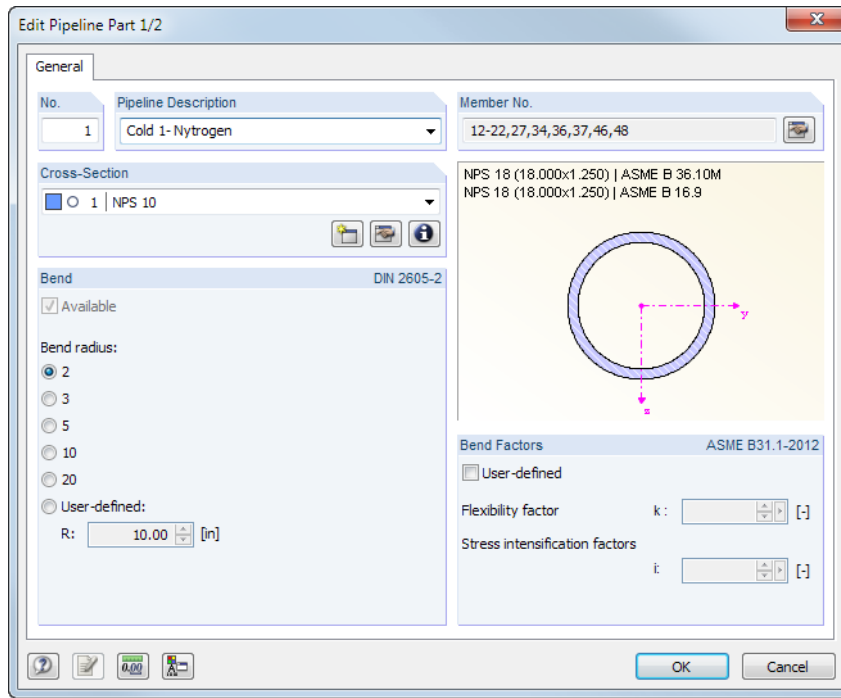 Edit Pipeline Part 1/2
x
General
No.
1
Pipeline Description
Cold 1- Nytrogen
Member No.
12-22,27,34,36,37,46,48
Cross-Section
1 NPS 10
NPS 18 (18.000x1.250) | ASME B 36.10M
NPS 18 (18.000x1.250) | ASME B 16.9
y
z
Bend DIN 2605-2
Available
Bend radius:
2
3
5
10
20
User-defined:
R: 10.00 [in]
Bend Factors ASME B31.1-2012
User-defined
Flexibility factor k : [-]
Stress intensification factors
i: [-]
0.00
OK
Cancel